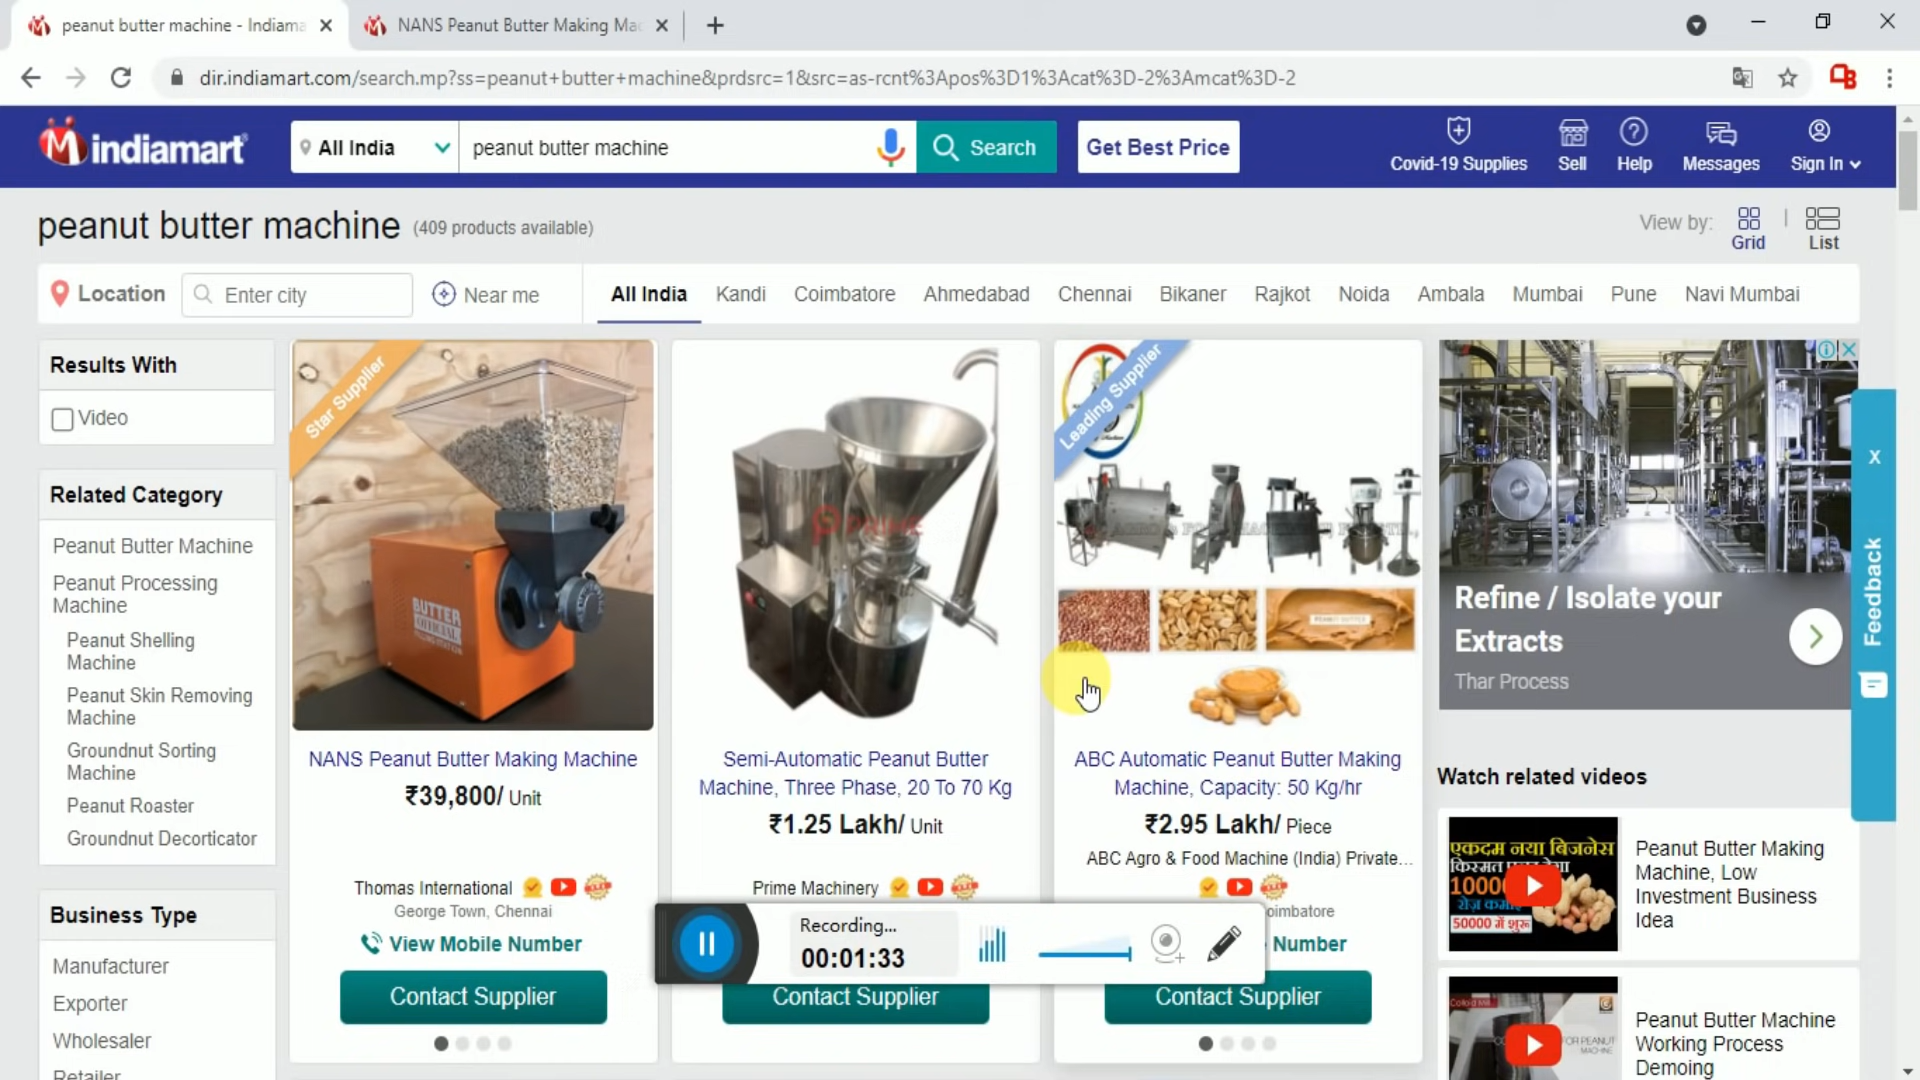 peanut butter machine - Indiama
NANS Peanut Butter Making Mac
dir.indiamart.com/search.mp?ss=peanut+butter+machine&prdsrc=1&src=as-rcnt%3Apos%3D1%3Acat%3D-2%3Amcat%3D-2
indiamart
All India
peanut butter machine
Search
Get Best Price
Covid-19 Supplies
Sell
Help
Messages
Sign In
peanut butter machine (409 products available)
View by:
Grid
List
Location
Enter city
Near me
All India
Kandi
Coimbatore
Ahmedabad
Chennai
Bikaner
Rajkot
Noida
Ambala
Mumbai
Pune
Navi Mumbai
Results With
Video
Related Category
Peanut Butter Machine
Peanut Processing
Machine
Peanut Shelling
Machine
Peanut Skin Removing
Machine
Groundnut Sorting
Machine
Peanut Roaster
Groundnut Decorticator
Business Type
Manufacturer
Exporter
Wholesaler
Retailer
Star Supplier
BUTTER
OFFICIAL
NANS Peanut Butter Making Machine
₹39,800/ Unit
Thomas International
George Town, Chennai
View Mobile Number
Contact Supplier
PRIME
Semi-Automatic Peanut Butter
Machine, Three Phase, 20 To 70 Kg
₹1.25 Lakh/ Unit
Prime Machinery
Contact Supplier
Leading Supplier
ABC Automatic Peanut Butter Making
Machine, Capacity: 50 Kg/hr
₹2.95 Lakh/ Piece
ABC Agro & Food Machine (India) Private...
oimbatore
Number
Contact Supplier
Recording...
00:01:33
Refine / Isolate your
Extracts
Thar Process
x
Feedback
Watch related videos
एकदम नया बिजनेस
50000 में शुरू
Peanut Butter Making
Machine, Low
Investment Business
Idea
Peanut Butter Machine
Working Process
Demoing